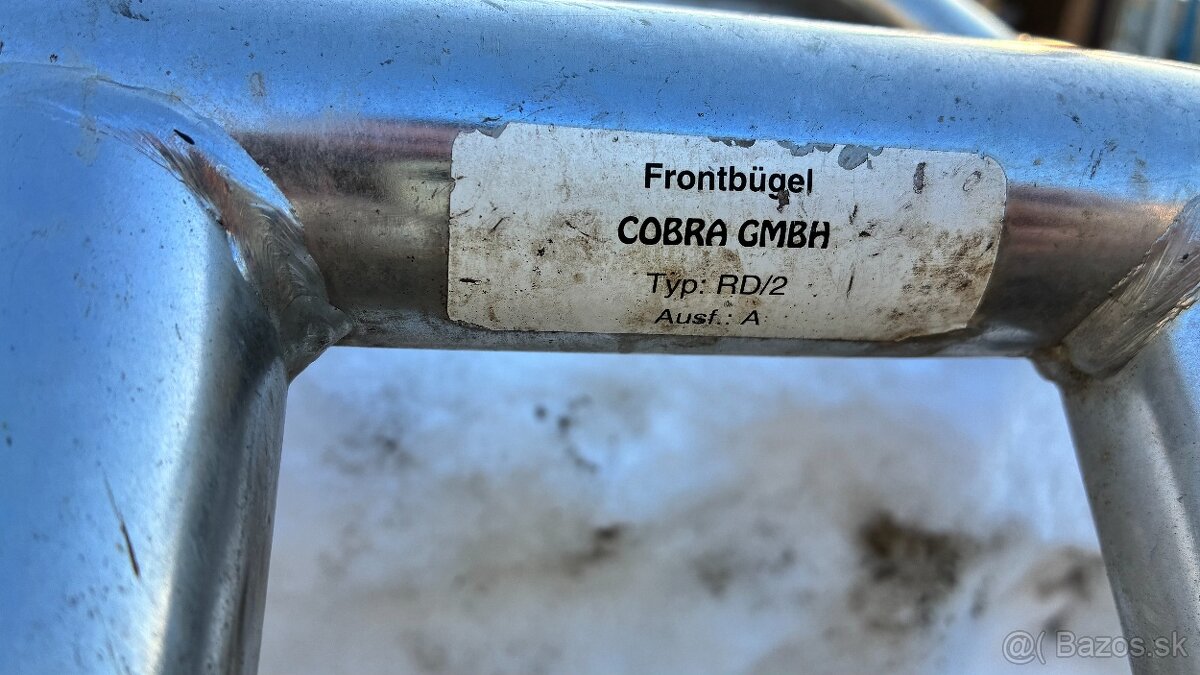 Frontbügel
COBRA GMBH
Typ: RD/2
Ausf.: A
@( Bazos.sk